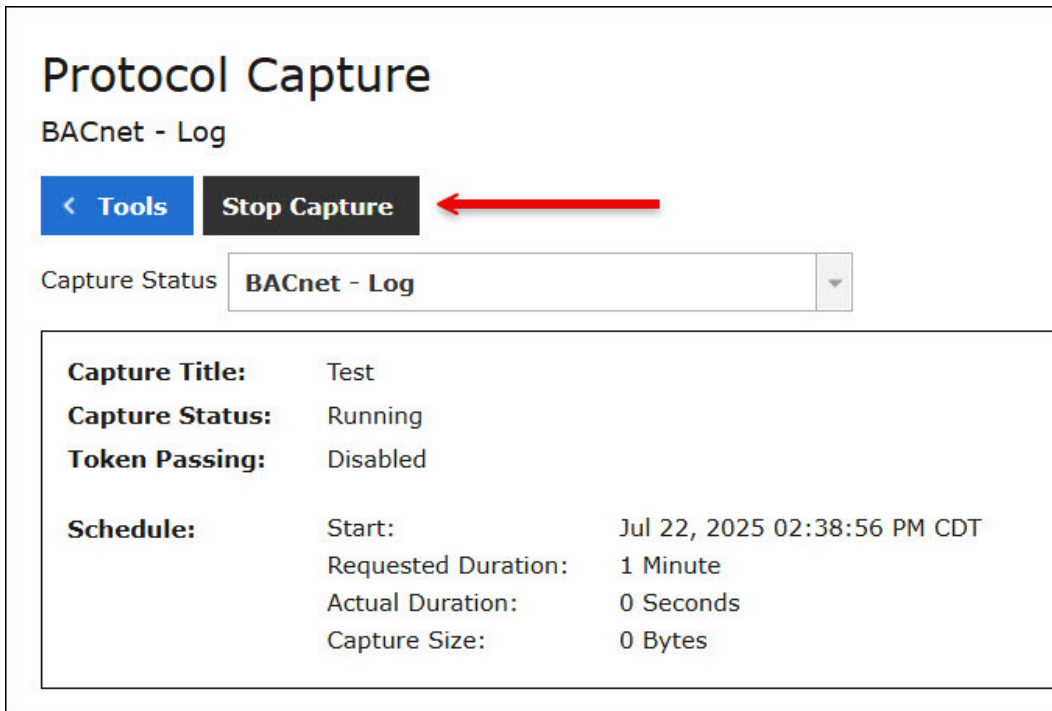 Protocol Capture
BACnet - Log
Tools Stop Capture
Capture Status BACnet - Log
Capture Title: Test
Capture Status: Running
Token Passing: Disabled
Schedule: Start: Jul 22, 2025 02:38:56 PM CDT
Requested Duration: 1 Minute
Actual Duration: 0 Seconds
Capture Size: 0 Bytes